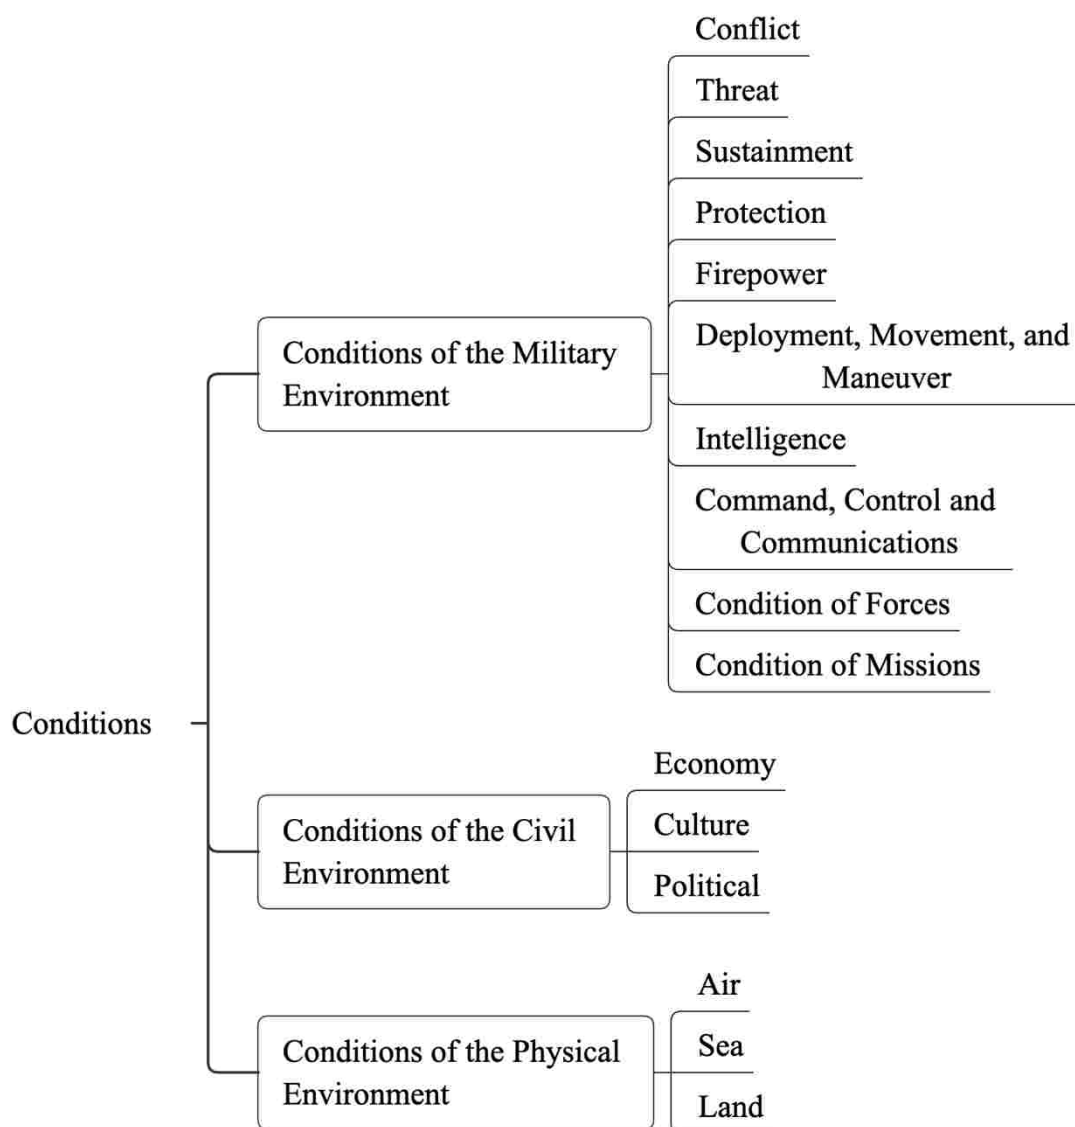 Conflict
Threat
Sustainment
Protection
Firepower
Conditions of the Military
Environment
Deployment, Movement, and
Maneuver
Intelligence
Command, Control and
Communications
Condition of Forces
Condition of Missions
Conditions
Economy
Conditions of the Civil
Environment
Culture
Political
Air
Conditions of the Physical
Environment
Sea
Land